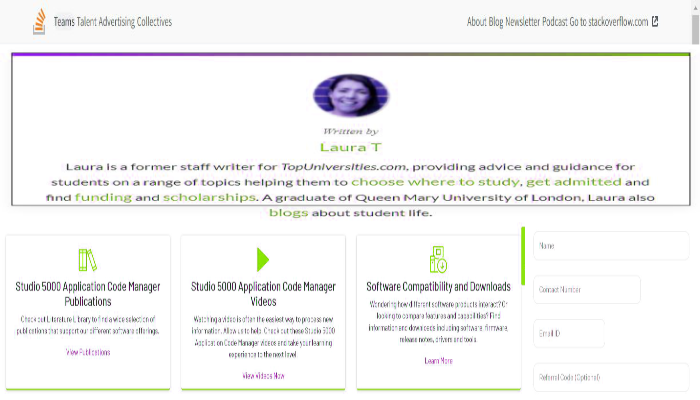 Teams Talent Advertising Collectives
About Blog Newsletter Podcast Go to stackoverflow.com
Written by
Laura T
Laura is a former staff writer for TopUniversities.com, providing advice and guidance for
students on a range of topics helping them to choose where to study, get admitted and
find funding and scholarships. A graduate of Queen Mary University of London, Laura also
blogs about student life.
Studio 5000 Application Code Manager
Publications
Check out Literature Library to find a wide selection of
publications that support our different software offerings.
View Publications
Studio 5000 Application Code Manager
Videos
Watching a video is often the easiest way to process new
information. Allow us to help. Check out these Studio 5000
Application Code Manager videos and take your learning
experience to the next level
View Videos Now
Software Compatibility and Downloads
Wondering how different software products interact? Or
looking to compare features and capabilities? Find
information and downloads including software, firmware,
release notes, drivers and tools.
Learn More
Name
Contact Number
Email ID
Referral Code (Optional)